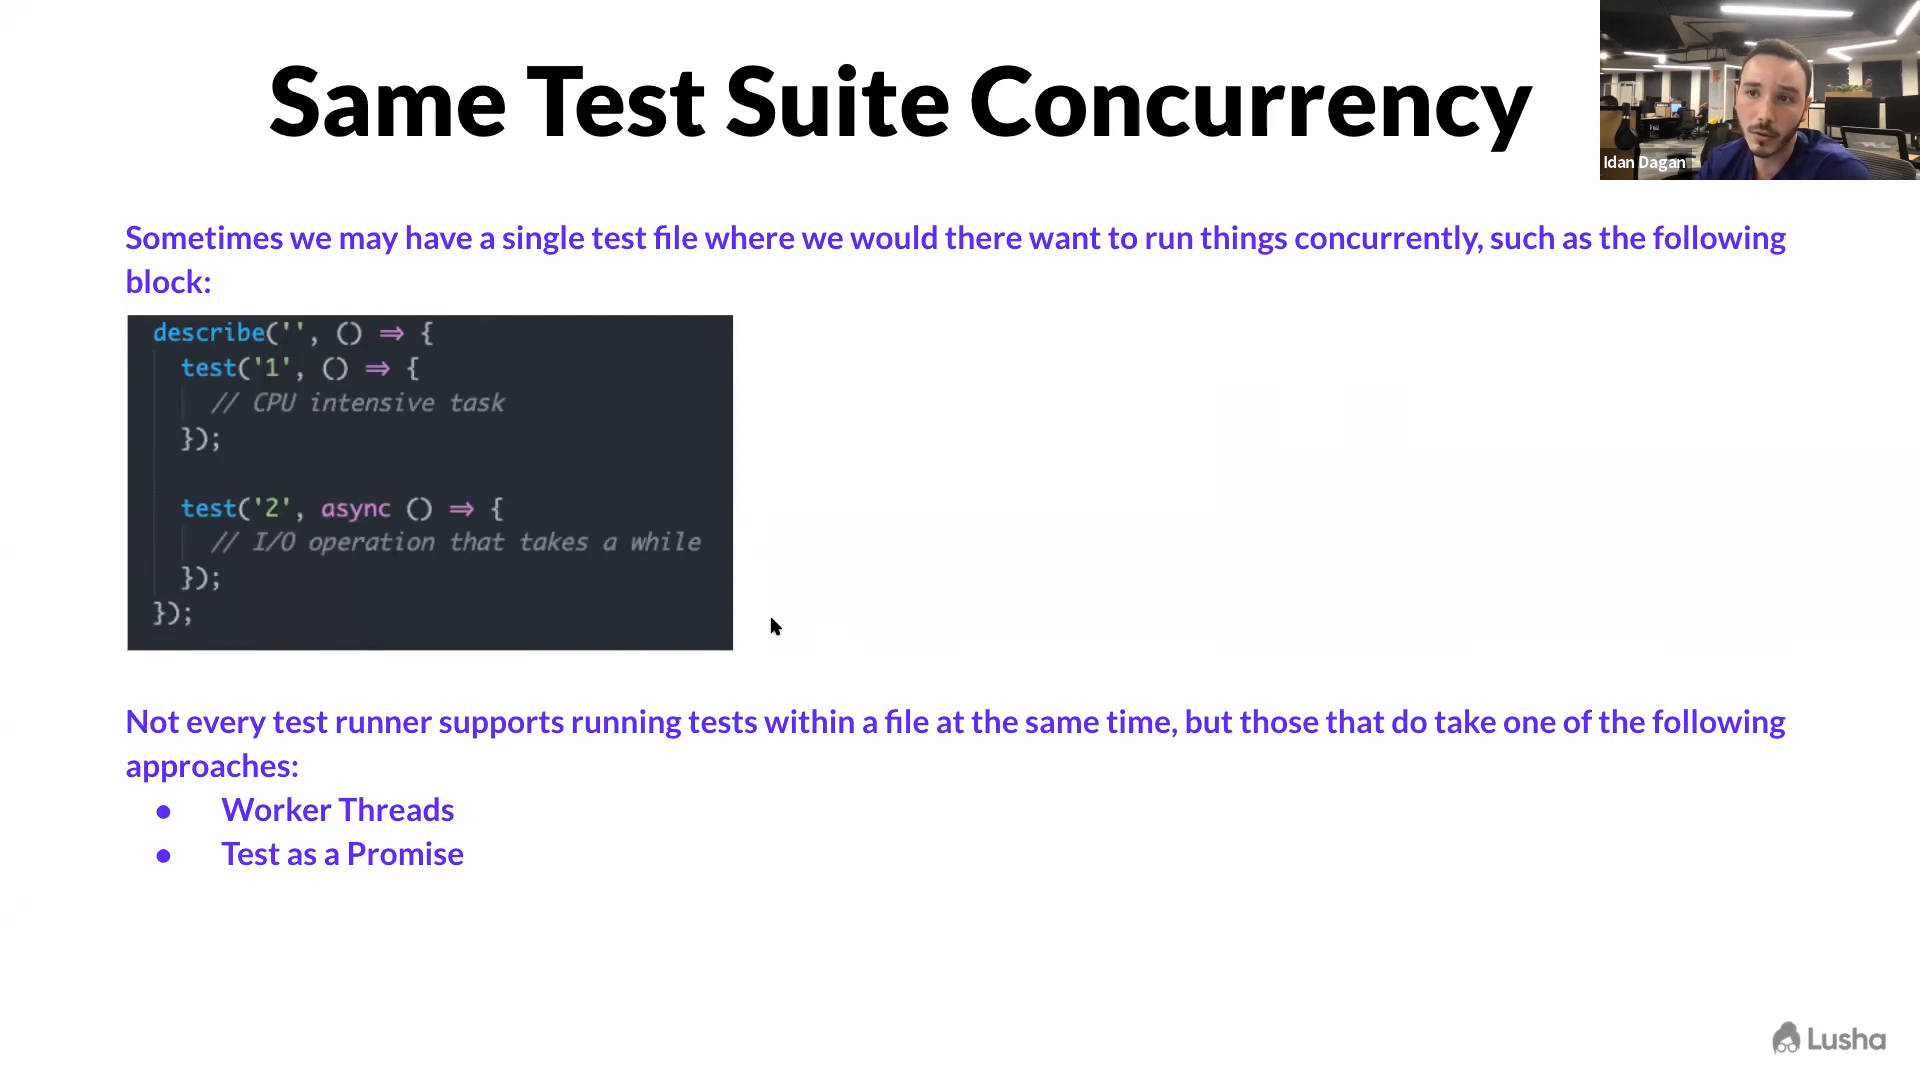 Same Test Suite Concurrency
Idan Dagan
Sometimes we may have a single test file where we would there want to run things concurrently, such as the following
block:
describe('', () => {
test('1', () => {
// CPU intensive task
});
test('2', async () => {
// I/O operation that takes a while
});
});
Not every test runner supports running tests within a file at the same time, but those that do take one of the following
approaches:
● Worker Threads
● Test as a Promise
Lusha